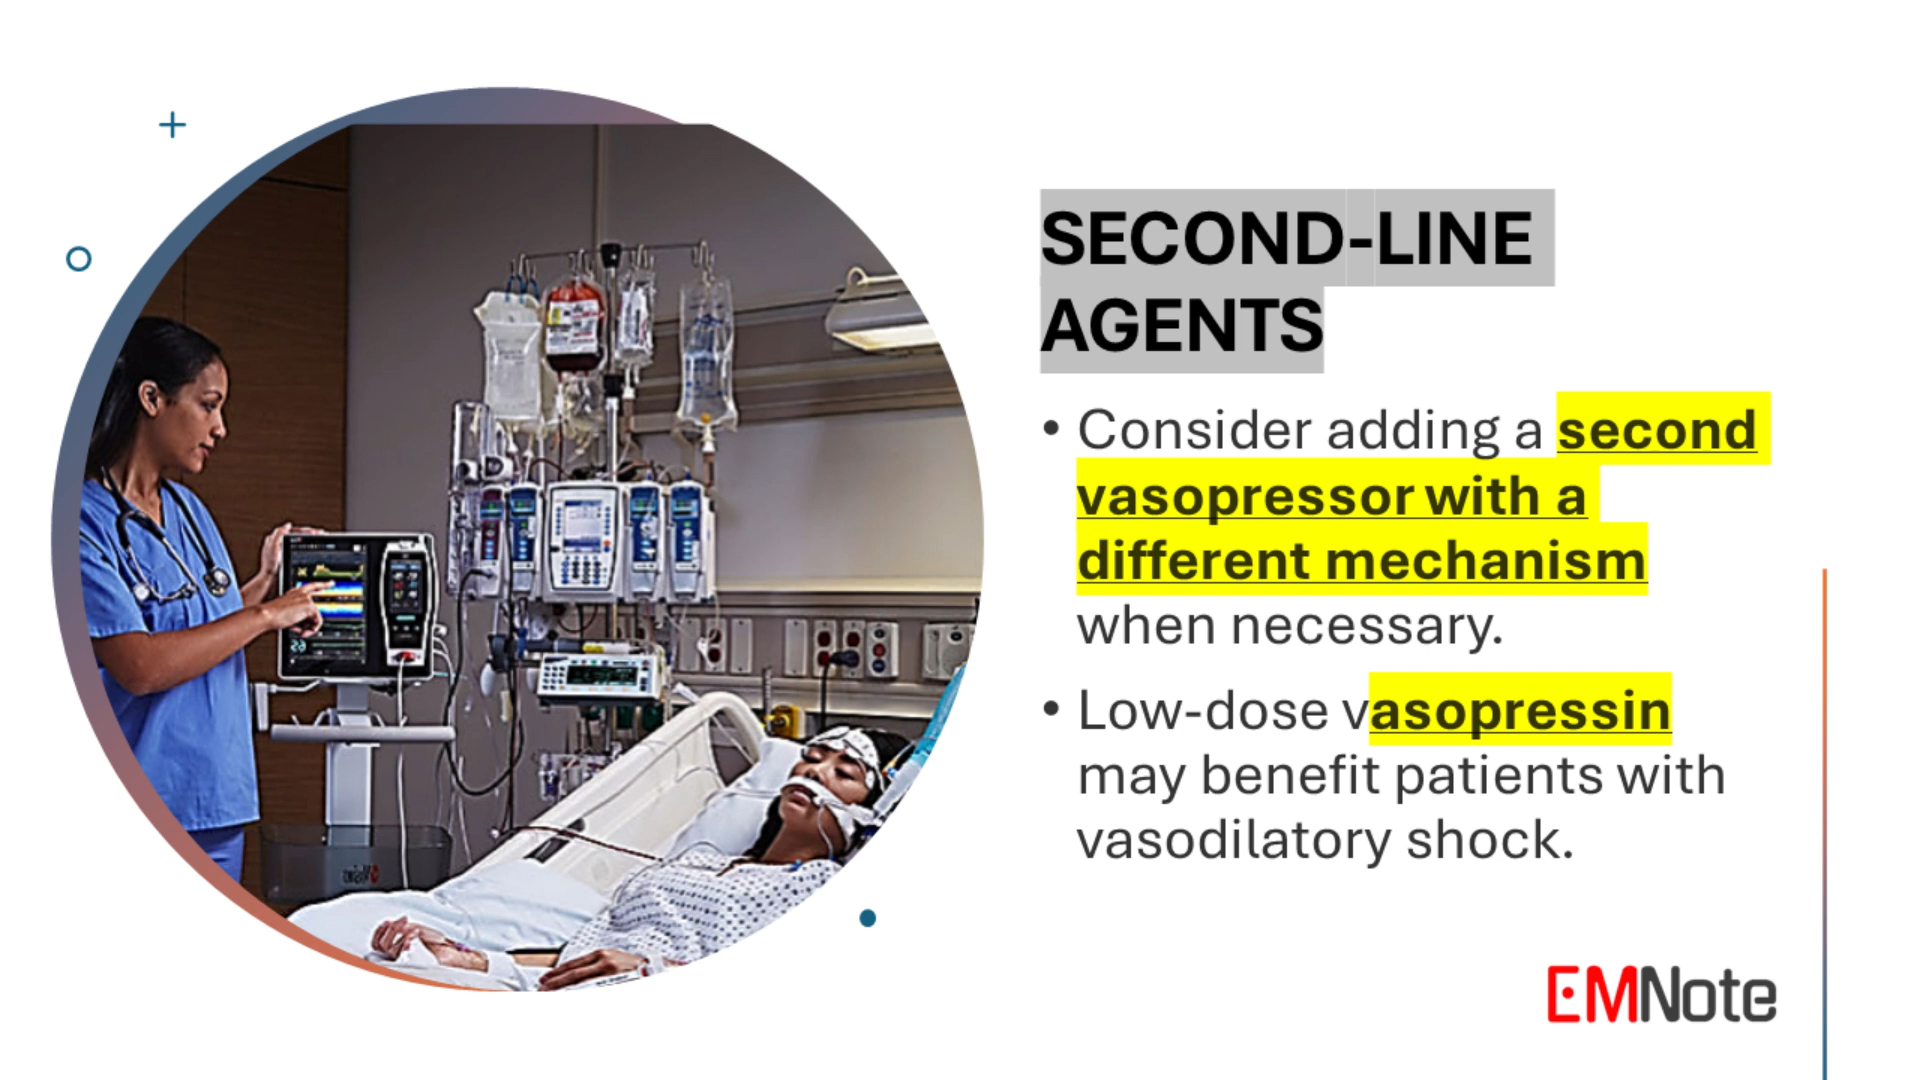 SECOND-LINE
AGENTS
• Consider adding a second
vasopressor with a
different mechanism
when necessary.
• Low-dose vasopressin
may benefit patients with
vasodilatory shock.
EMNote